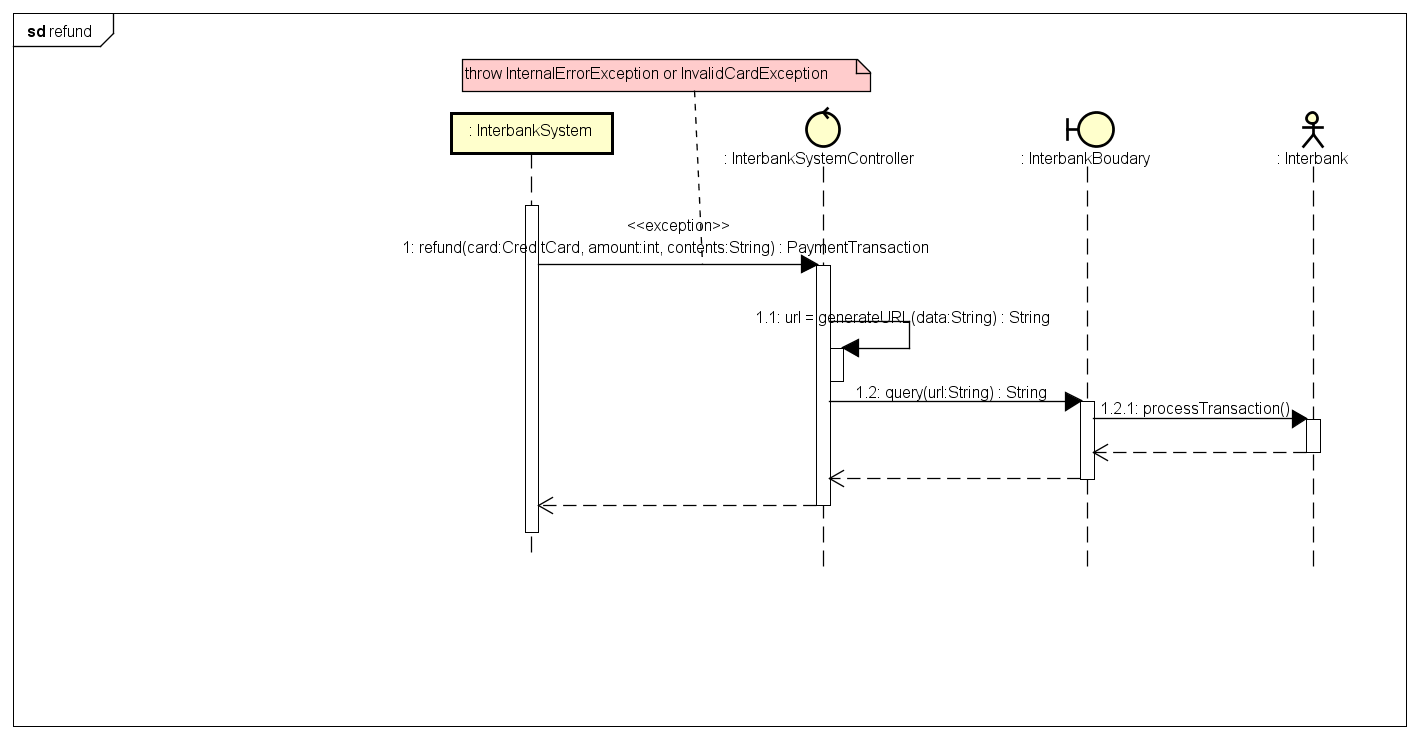 sd refund
throw InternalErrorException or InvalidCardException
: InterbankSystem
: InterbankSystemController
: InterbankBoudary
: Interbank
<<exception>>
1: refund(card:CreditCard, amount:int, contents:String) : PaymentTransaction
1.1: url = generateURL(data:String) : String
1.2: query(url:String) : String
1.2.1: processTransaction()